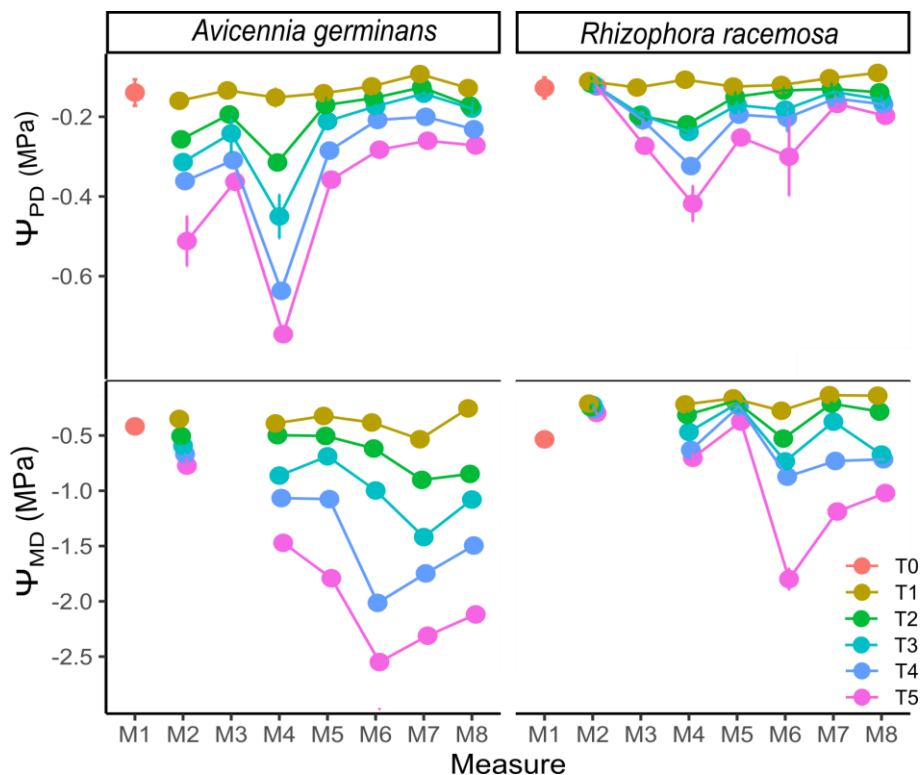 Avicennia germinans
Rhizophora racemosa
Ψ_PD (MPa)
-0.2
-0.4
-0.6
Ψ_MD (MPa)
-0.5
-1.0
-1.5
-2.0
-2.5
T0
T1
T2
T3
T4
T5
M1 M2 M3 M4 M5 M6 M7 M8 M1 M2 M3 M4 M5 M6 M7 M8
Measure